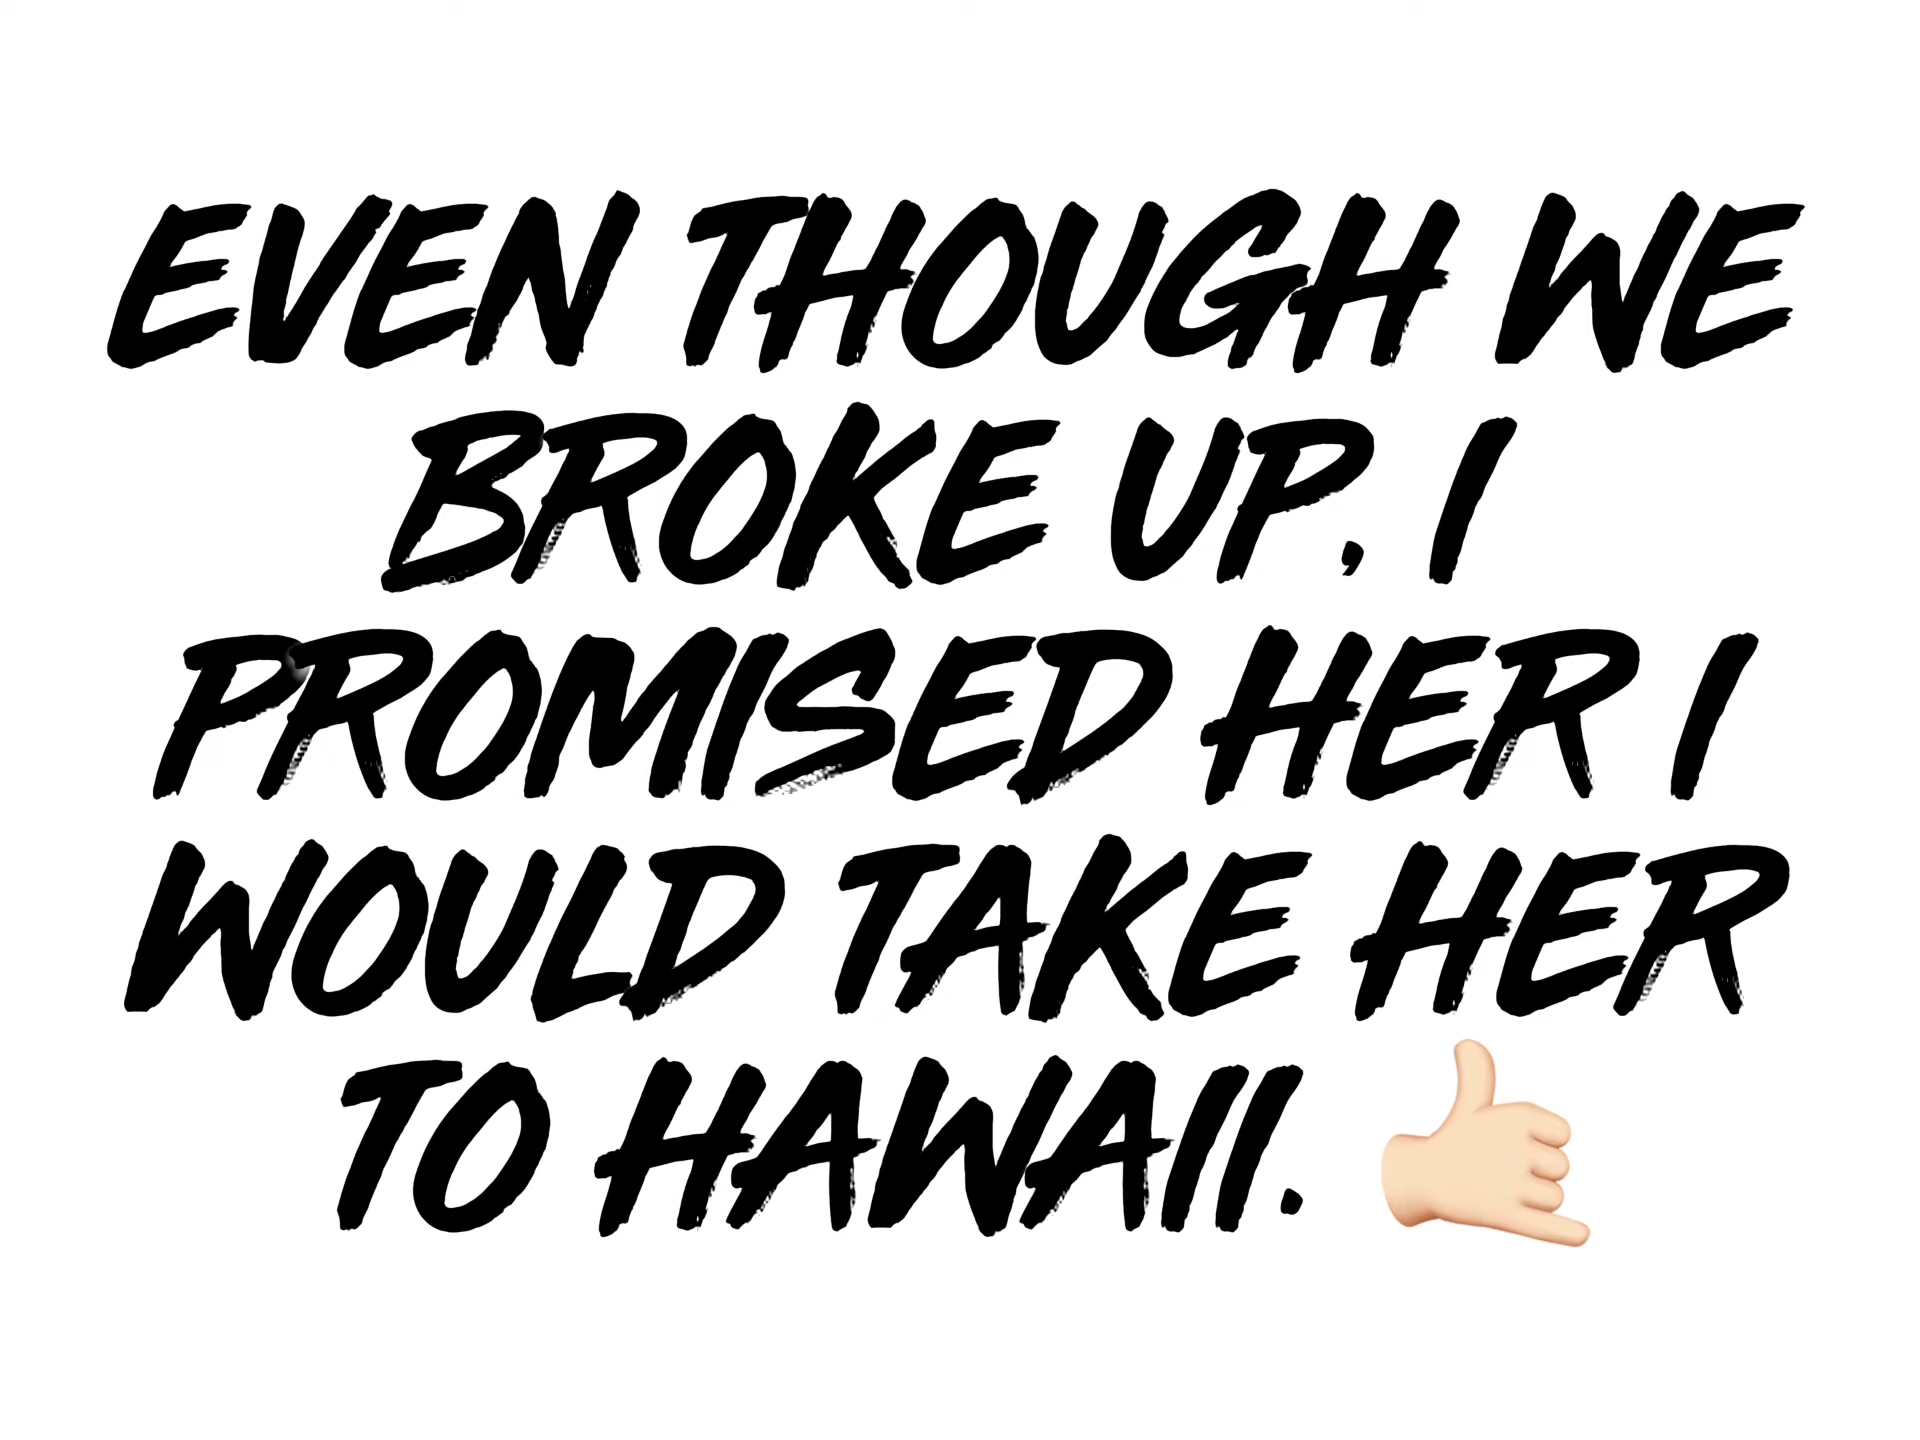 EVEN THOUGH WE
BROKE UP, I
PROMISED HER I
WOULD TAKE HER
TO HAWAII. 🤙🏻